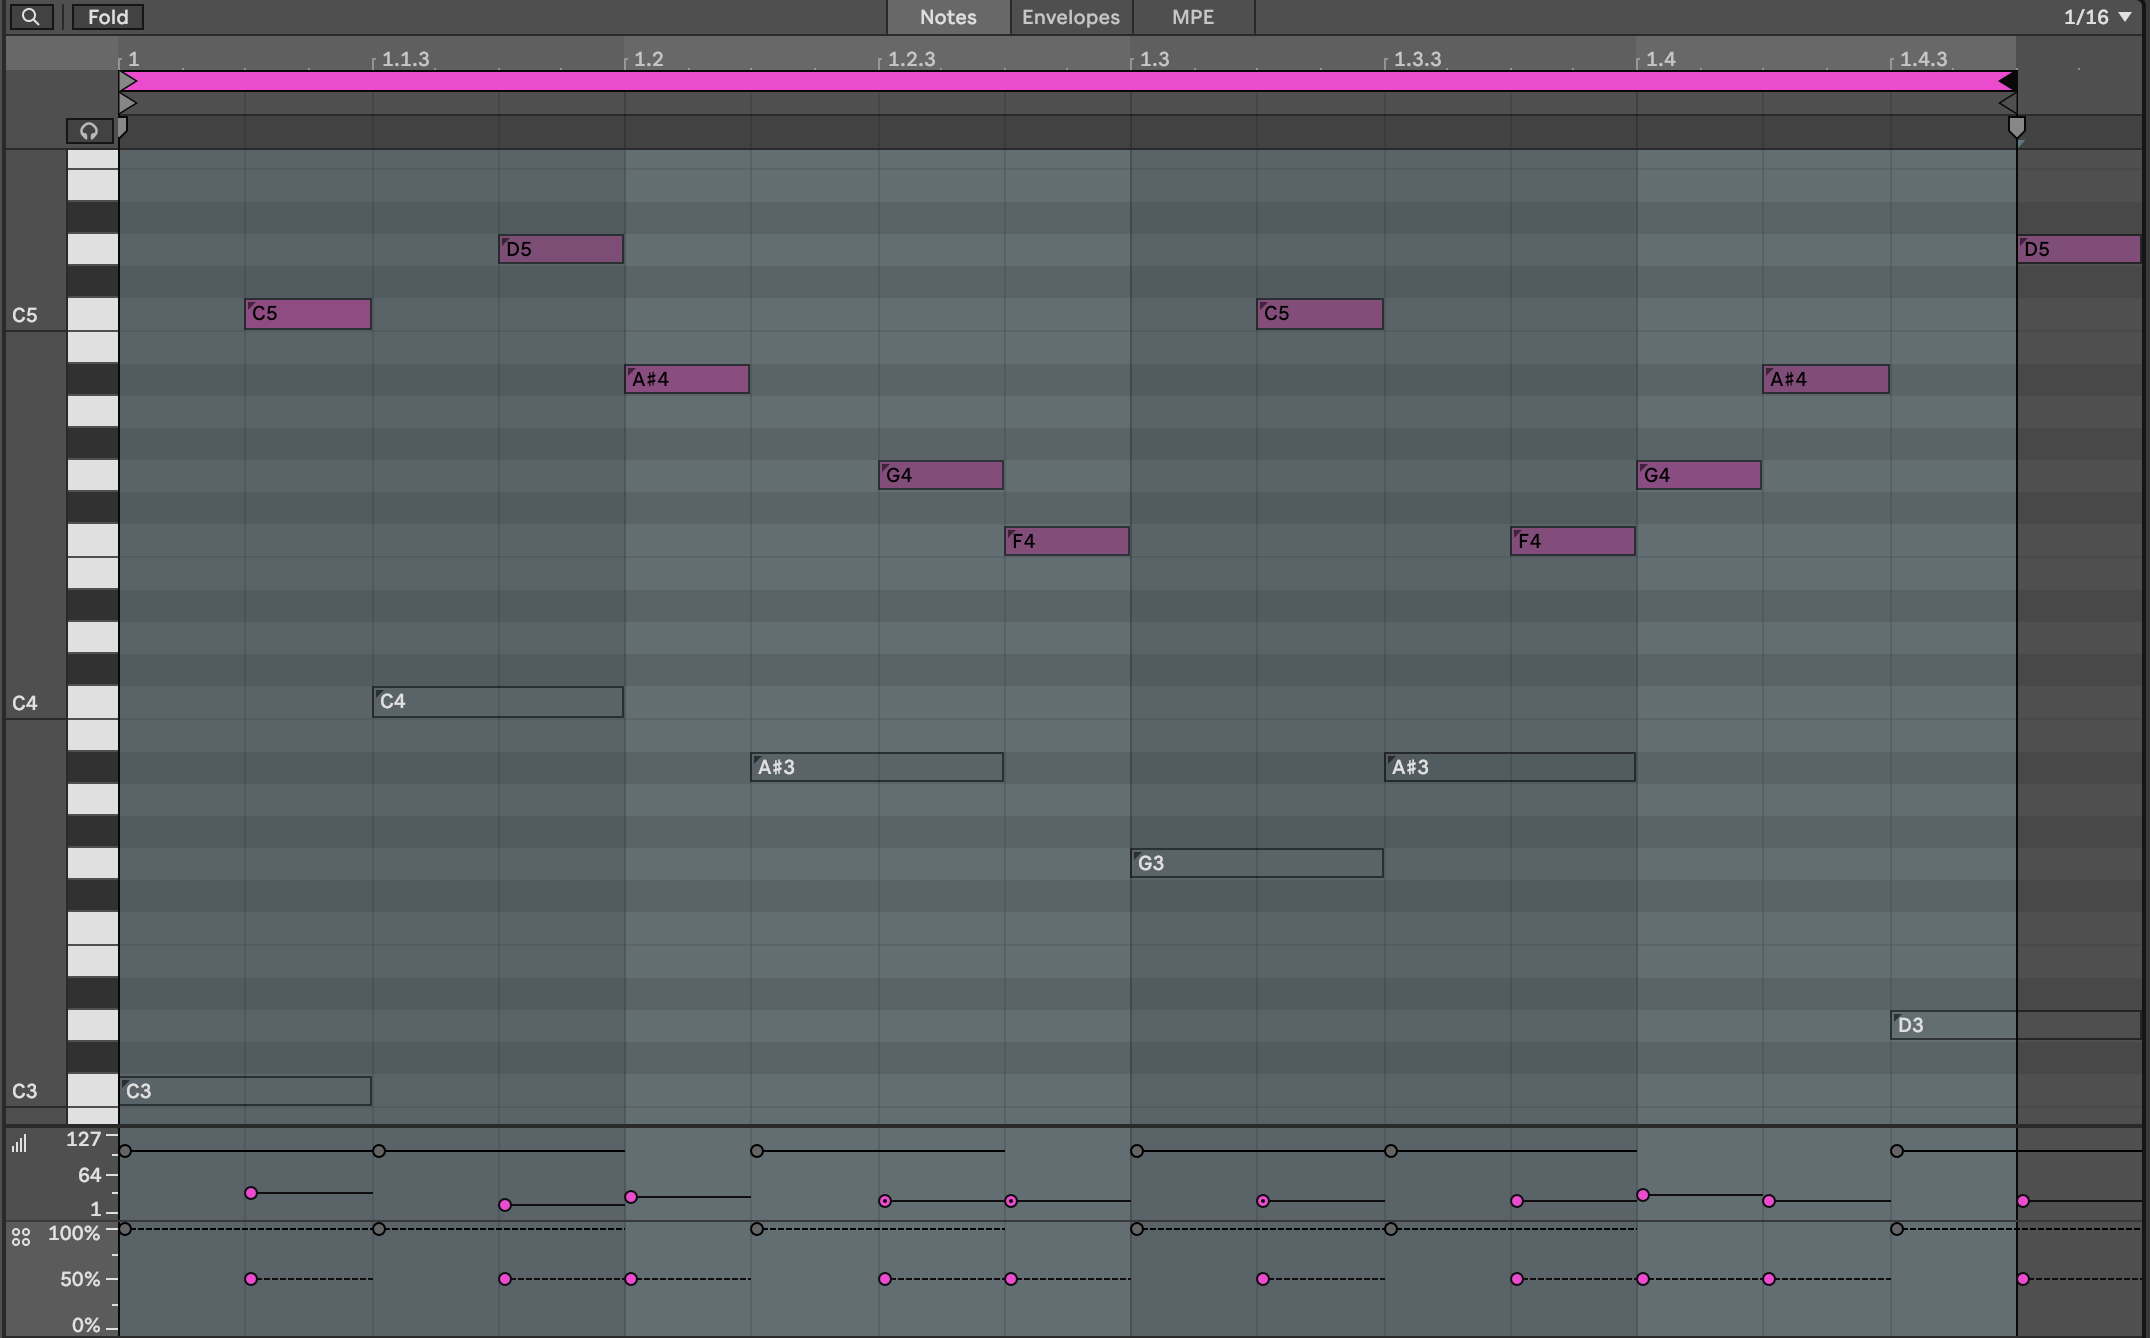 Fold Notes Envelopes MPE 1/16
1 1.1.3 1.2 1.2.3 1.3 1.3.3 1.4 1.4.3
D5 D5
C5 C5 C5
A♯4 A♯4
G4 G4
F4 F4
C4 C4
A♯3 A♯3
G3
D3
C3 C3
127
64
1
100%
50%
0%